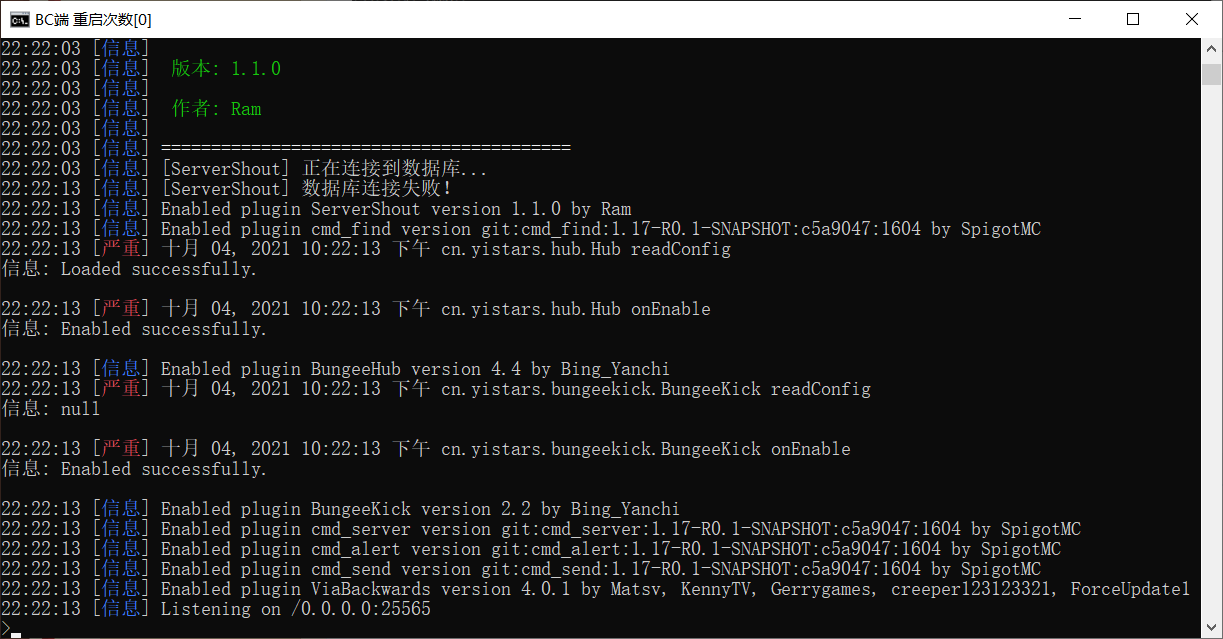 BC端 重启次数[0]
22:22:03 [信息]
22:22:03 [信息] 版本: 1.1.0
22:22:03 [信息]
22:22:03 [信息] 作者: Ram
22:22:03 [信息]
22:22:03 [信息] =========================================
22:22:03 [信息] [ServerShout] 正在连接到数据库...
22:22:13 [信息] [ServerShout] 数据库连接失败!
22:22:13 [信息] Enabled plugin ServerShout version 1.1.0 by Ram
22:22:13 [信息] Enabled plugin cmd_find version git:cmd_find:1.17-R0.1-SNAPSHOT:c5a9047:1604 by SpigotMC
22:22:13 [严重] 十月 04, 2021 10:22:13 下午 cn.yistars.hub.Hub readConfig
信息: Loaded successfully.
22:22:13 [严重] 十月 04, 2021 10:22:13 下午 cn.yistars.hub.Hub onEnable
信息: Enabled successfully.
22:22:13 [信息] Enabled plugin BungeeHub version 4.4 by Bing_Yanchi
22:22:13 [严重] 十月 04, 2021 10:22:13 下午 cn.yistars.bungeekick.BungeeKick readConfig
信息: null
22:22:13 [严重] 十月 04, 2021 10:22:13 下午 cn.yistars.bungeekick.BungeeKick onEnable
信息: Enabled successfully.
22:22:13 [信息] Enabled plugin BungeeKick version 2.2 by Bing_Yanchi
22:22:13 [信息] Enabled plugin cmd_server version git:cmd_server:1.17-R0.1-SNAPSHOT:c5a9047:1604 by SpigotMC
22:22:13 [信息] Enabled plugin cmd_alert version git:cmd_alert:1.17-R0.1-SNAPSHOT:c5a9047:1604 by SpigotMC
22:22:13 [信息] Enabled plugin cmd_send version git:cmd_send:1.17-R0.1-SNAPSHOT:c5a9047:1604 by SpigotMC
22:22:13 [信息] Enabled plugin ViaBackwards version 4.0.1 by Matsv, KennyTV, Gerrygames, creeper123123321, ForceUpdate1
22:22:13 [信息] Listening on /0.0.0.0:25565
>